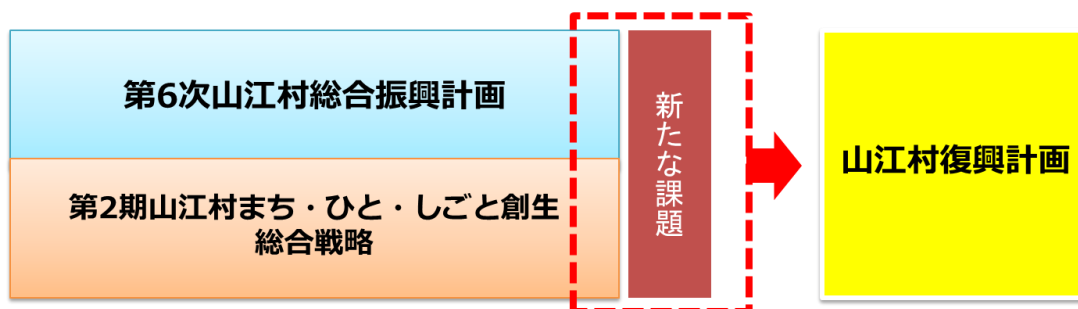 第6次山江村総合振興計画
第2期山江村まち・ひと・しごと創生
総合戦略
新たな課題
山江村復興計画